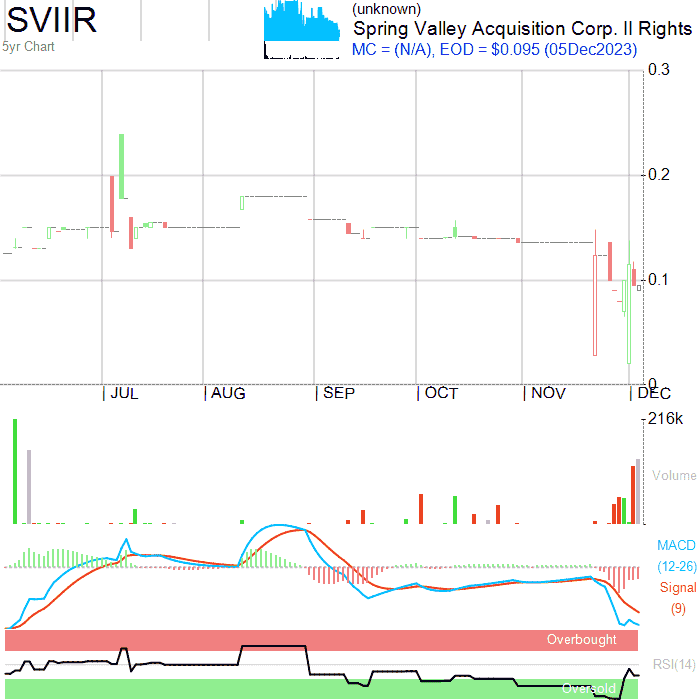 SVIIR
(unknown)
Spring Valley Acquisition Corp. II Rights
5yr Chart
MC = (N/A), EOD = $0.095 (05Dec2023)
0.3
0.2
0.1
0
JUL
AUG
SEP
OCT
NOV
DEC
216k
Volume
MACD
(12-26)
Signal
(9)
Overbought
RSI(14)
Oversold